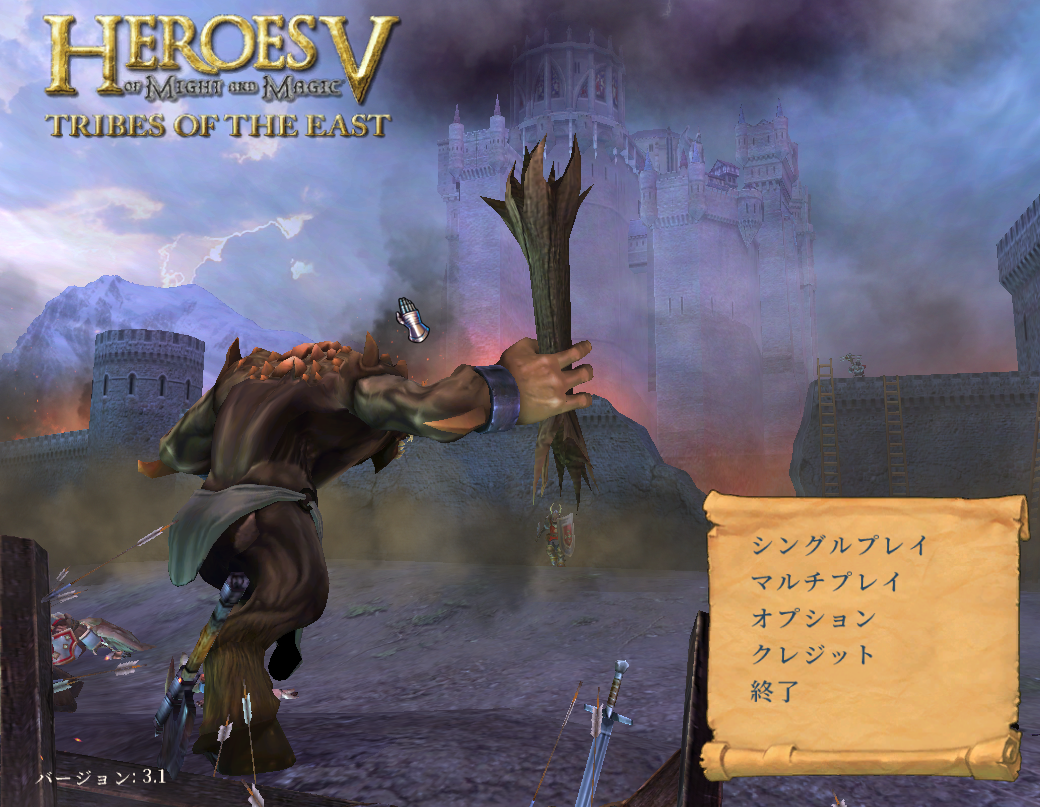 HEROES V
OF MIGHT AND MAGIC
TRIBES OF THE EAST
シングルプレイ
マルチプレイ
オプション
クレジット
終了
バージョン: 3.1